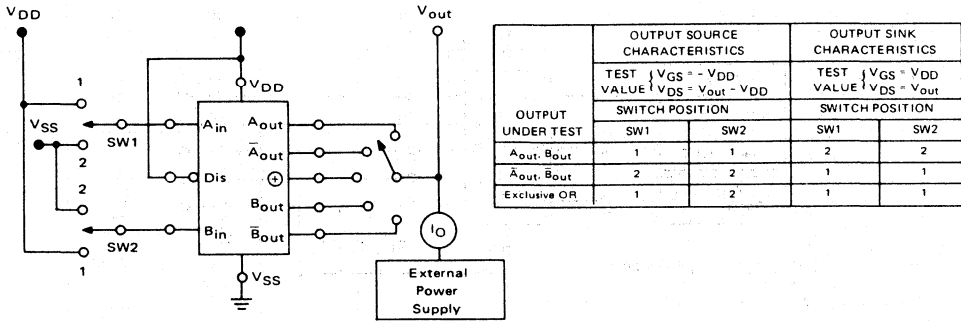 VDD
Vout
1
VSS
SW1
2
2
SW2
1
VDD
Ain
Aout
Āout
Dis
⊕
Bout
Bin
B̄out
VSS
IO
External
Power
Supply
OUTPUT SOURCE
CHARACTERISTICS
OUTPUT SINK
CHARACTERISTICS
TEST VALUE { VGS = - VDD
VDS = Vout - VDD
TEST VALUE { VGS = VDD
VDS = Vout
OUTPUT
UNDER TEST
SWITCH POSITION
SWITCH POSITION
SW1 SW2 SW1 SW2
Aout, Bout 1 1 2 2
Āout, B̄out 2 2 1 1
Exclusive OR 1 2 1 1